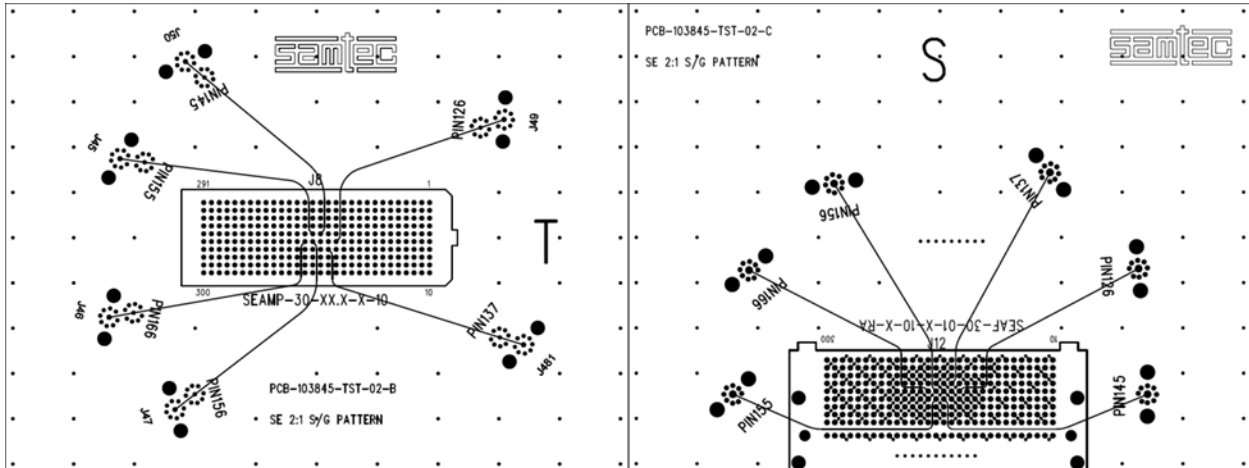 J50
samtec
PIN145
PIN126
J49
J45
PIN155
J8
291
1
T
300
10
SEAMP-30-XX.X-X-10
J46
PIN166
PIN137
J481
PCB-103845-TST-02-B
J47
PIN156
SE 2:1 S/G PATTERN
PCB-103845-TST-02-C
SE 2:1 S/G PATTERN
S
samtec
PIN156
PIN137
PIN166
PIN126
SEAF-30-01-X-10-X-RA
J12
300
10
PIN155
PIN145